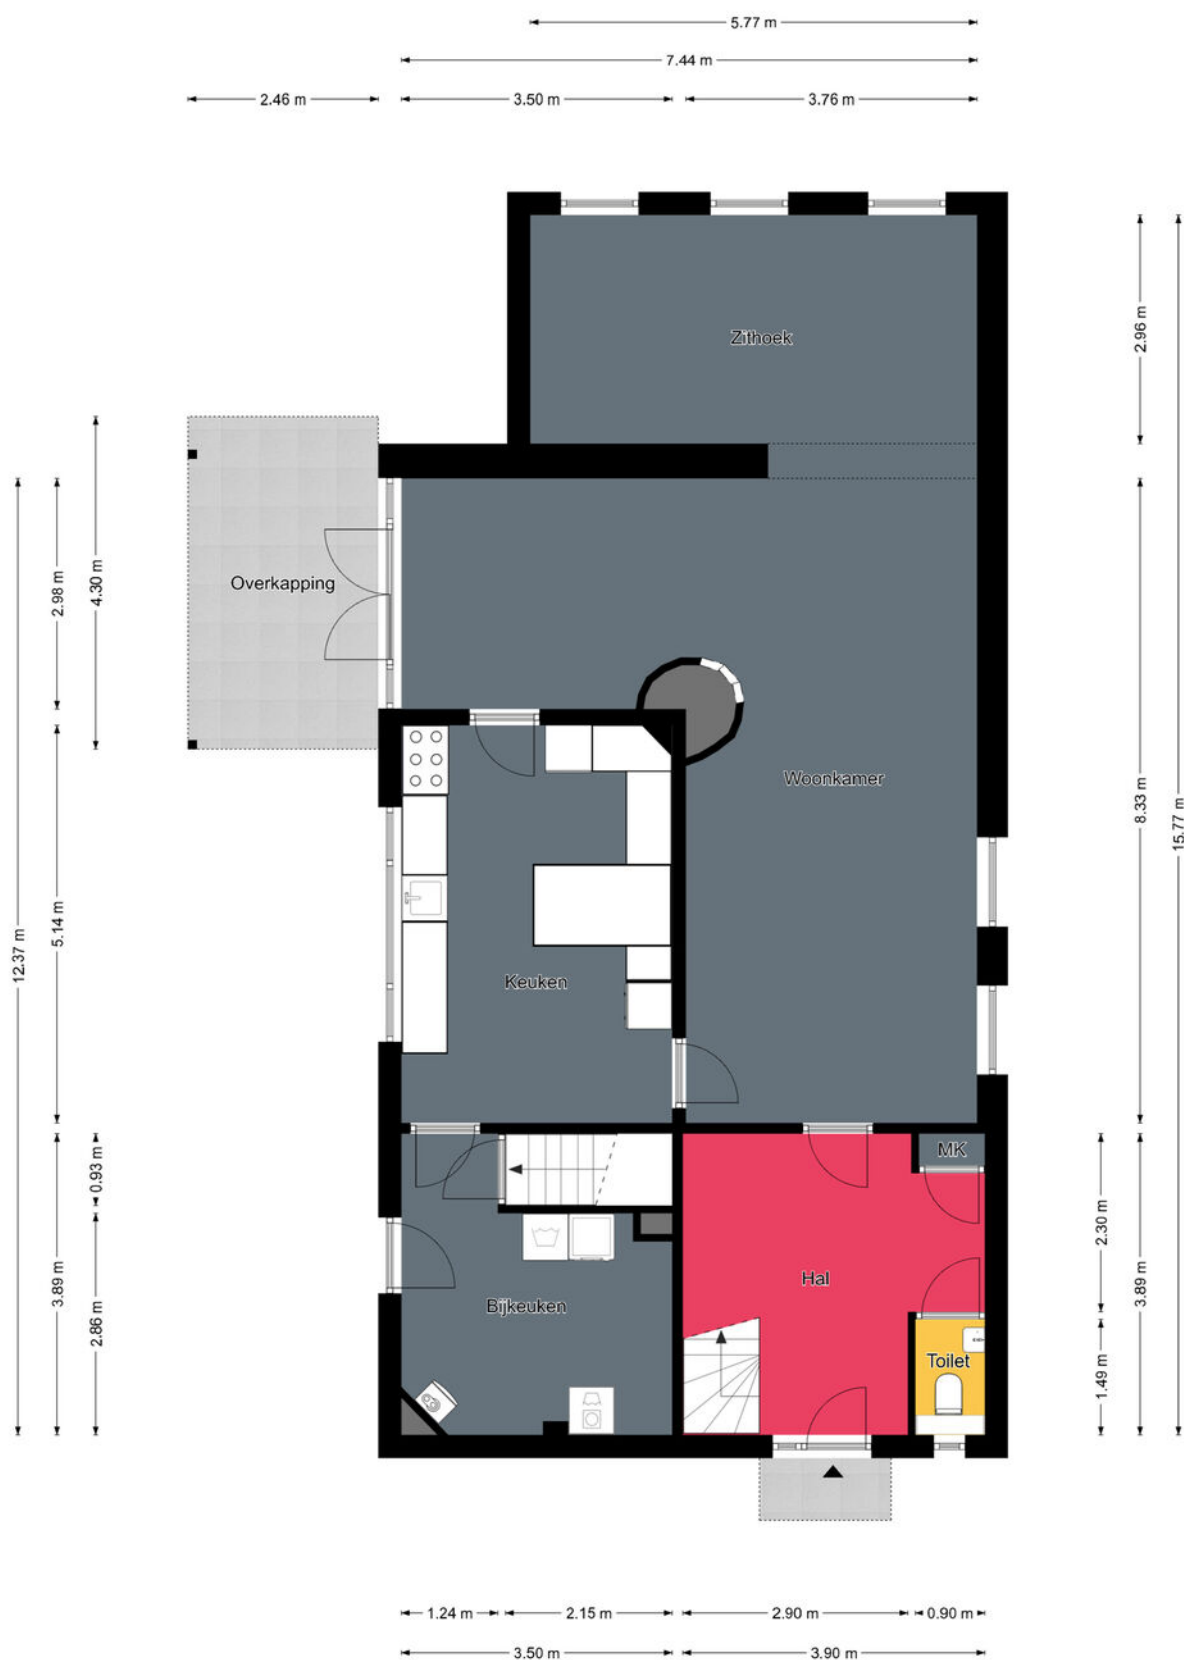 5.77 m
7.44 m
2.46 m
3.50 m
3.76 m
Zithoek
2.96 m
Overkapping
4.30 m
2.98 m
Woonkamer
8.33 m
15.77 m
12.37 m
5.14 m
Keuken
MK
0.93 m
2.30 m
Hal
3.89 m
3.89 m
2.86 m
Bijkeuken
Toilet
1.49 m
1.24 m
2.15 m
2.90 m
0.90 m
3.50 m
3.90 m